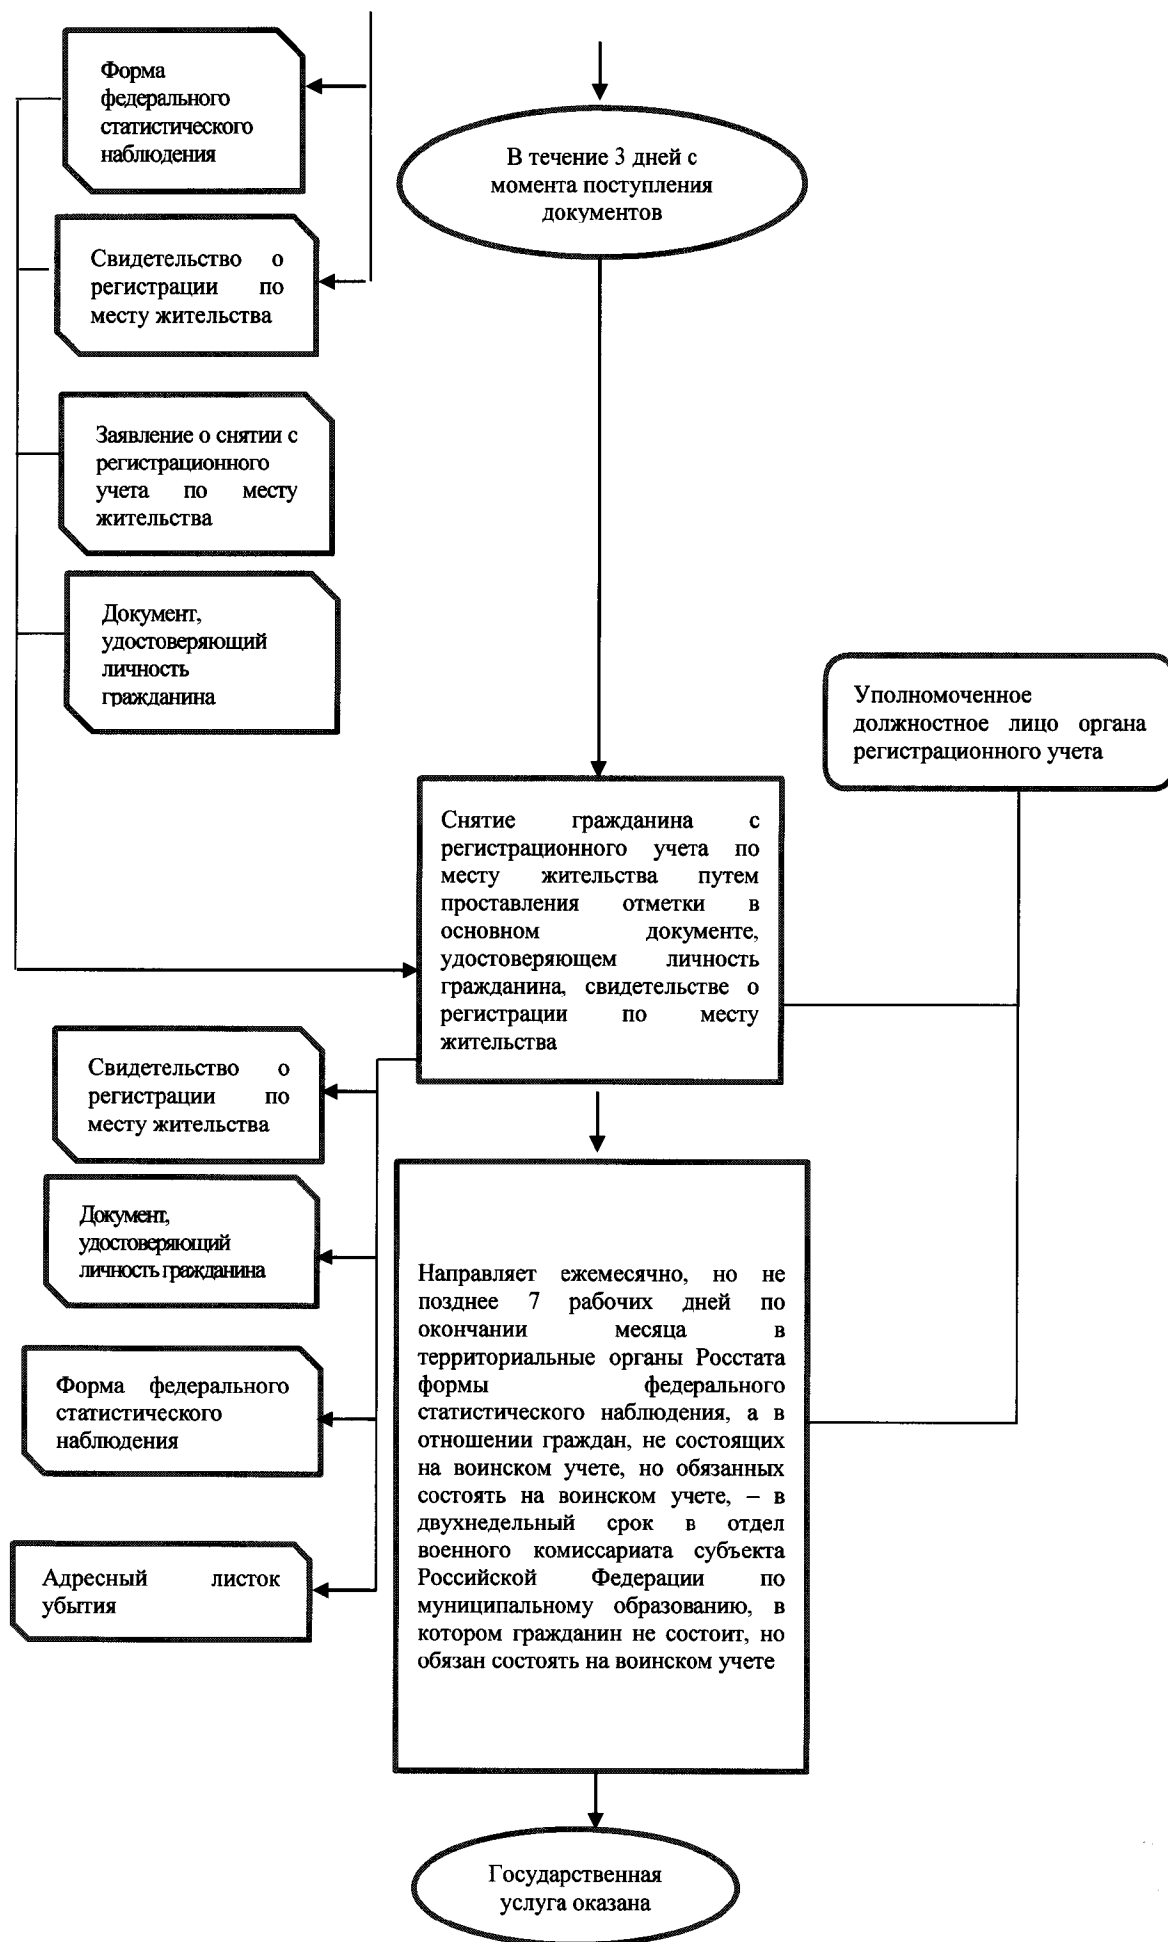 Форма
федерального
статистического
наблюдения
В течение 3 дней с
момента поступления
документов
Свидетельство о
регистрации по
месту жительства
Заявление о снятии с
регистрационного
учета по месту
жительства
Документ,
удостоверяющий
личность
гражданина
Уполномоченное
должностное лицо органа
регистрационного учета
Снятие гражданина с
регистрационного учета по
месту жительства путем
проставления отметки в
основном документе,
удостоверяющем личность
гражданина, свидетельстве о
регистрации по месту
жительства
Свидетельство о
регистрации по
месту жительства
Документ,
удостоверяющий
личность гражданина
Форма федерального
статистического
наблюдения
Адресный листок
убытия
Направляет ежемесячно, но не
позднее 7 рабочих дней по
окончании месяца в
территориальные органы Росстата
формы федерального
статистического наблюдения, а в
отношении граждан, не состоящих
на воинском учете, но обязанных
состоять на воинском учете, – в
двухнедельный срок в отдел
военного комиссариата субъекта
Российской Федерации по
муниципальному образованию, в
котором гражданин не состоит, но
обязан состоять на воинском учете
Государственная
услуга оказана